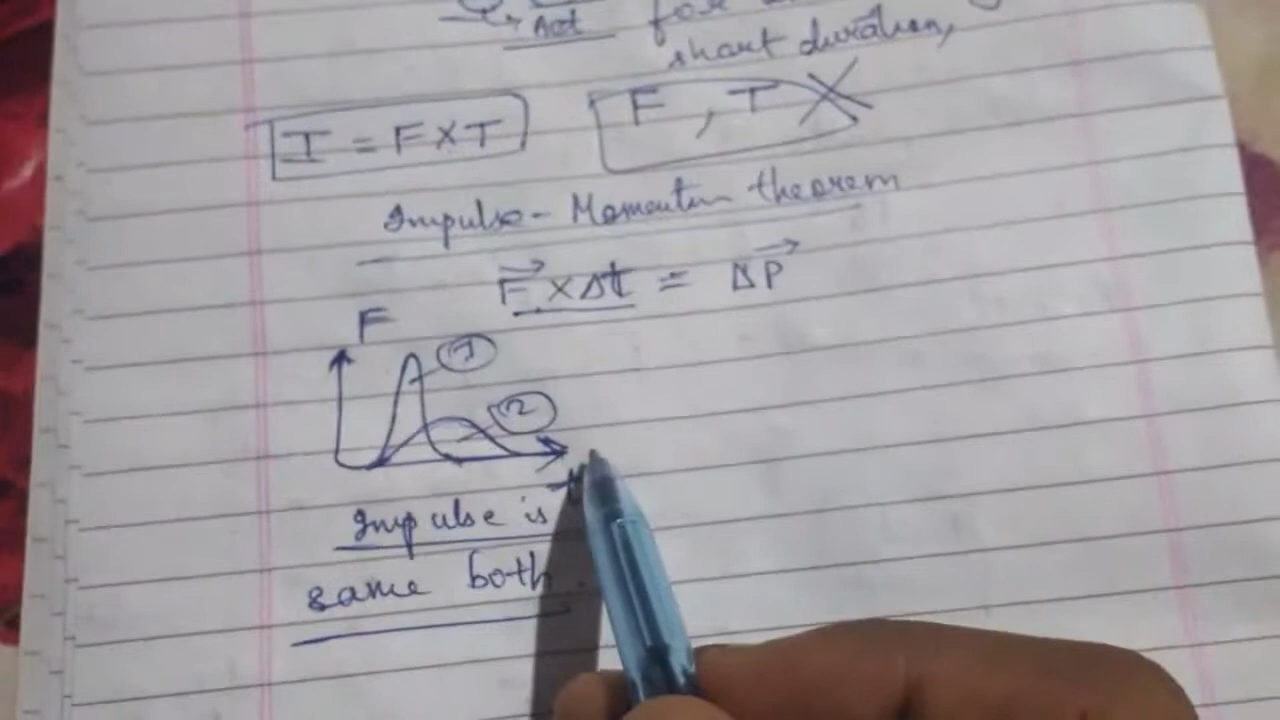 Act for
short duration,
I = F × T
F , T
Impulse - Momentum theorem
F × Δt = ΔP
F
1
2
t
Impulse is
same both